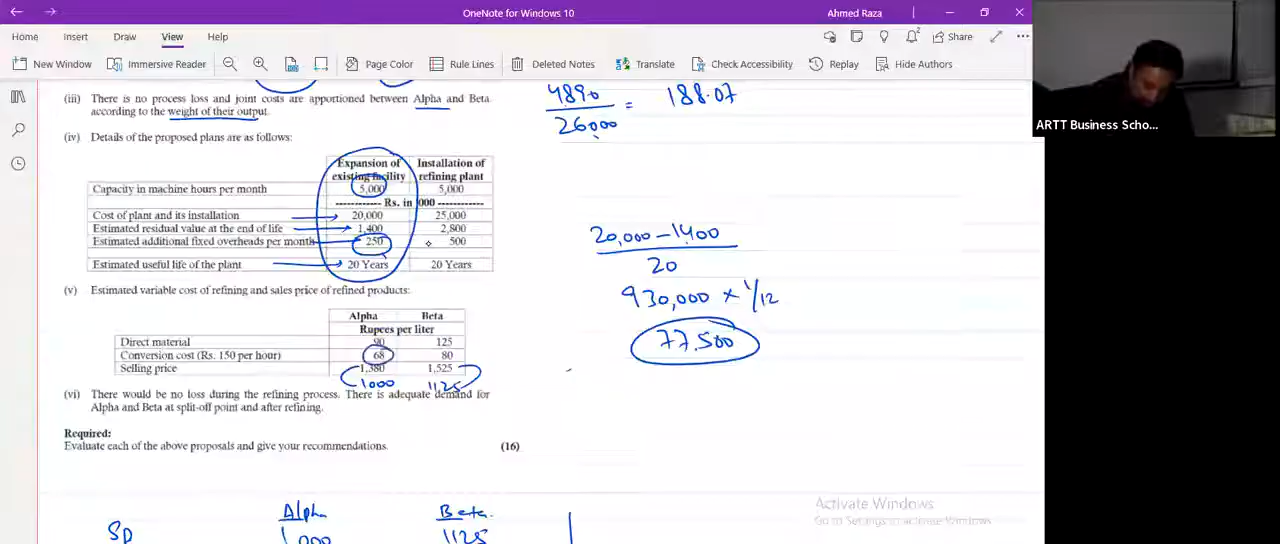 OneNote for Windows 10
Ahmed Raza
Home Insert Draw View Help
Share
New Window Immersive Reader Page Color Rule Lines Deleted Notes Translate Check Accessibility Replay Hide Authors
(iii) There is no process loss and joint costs are apportioned between Alpha and Beta
according to the weight of their output.
(iv) Details of the proposed plans are as follows:
Expansion of existing facility Installation of refining plant
Capacity in machine hours per month 5,000 5,000
------------ Rs. in '000 ------------
Cost of plant and its installation 20,000 25,000
Estimated residual value at the end of life 1,400 2,800
Estimated additional fixed overheads per month 250 500
Estimated useful life of the plant 20 Years 20 Years
(v) Estimated variable cost of refining and sales price of refined products:
Alpha Beta
Rupees per liter
Direct material 90 125
Conversion cost (Rs. 150 per hour) 68 80
Selling price 1,380 1,525
1000 1125
(vi) There would be no loss during the refining process. There is adequate demand for
Alpha and Beta at split-off point and after refining.
Required:
Evaluate each of the above proposals and give your recommendations. (16)
4890
26000
= 188.07
20,000 - 1400
20
930,000 × 1/12
77,500
Alpha Beta
SP 1000 1125
Activate Windows
Go to Settings to activate Windows
ARTT Business Scho...